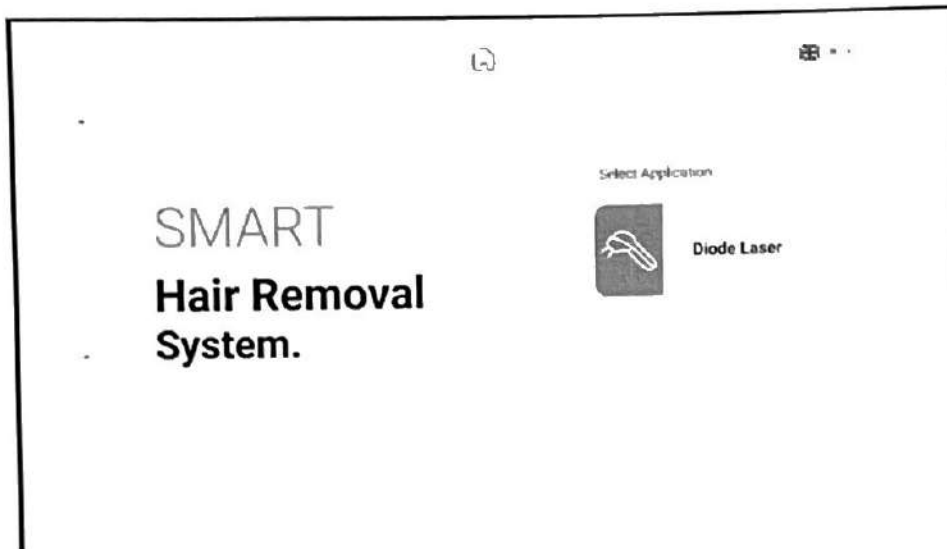 Select Application
SMART
Diode Laser
Hair Removal
System.